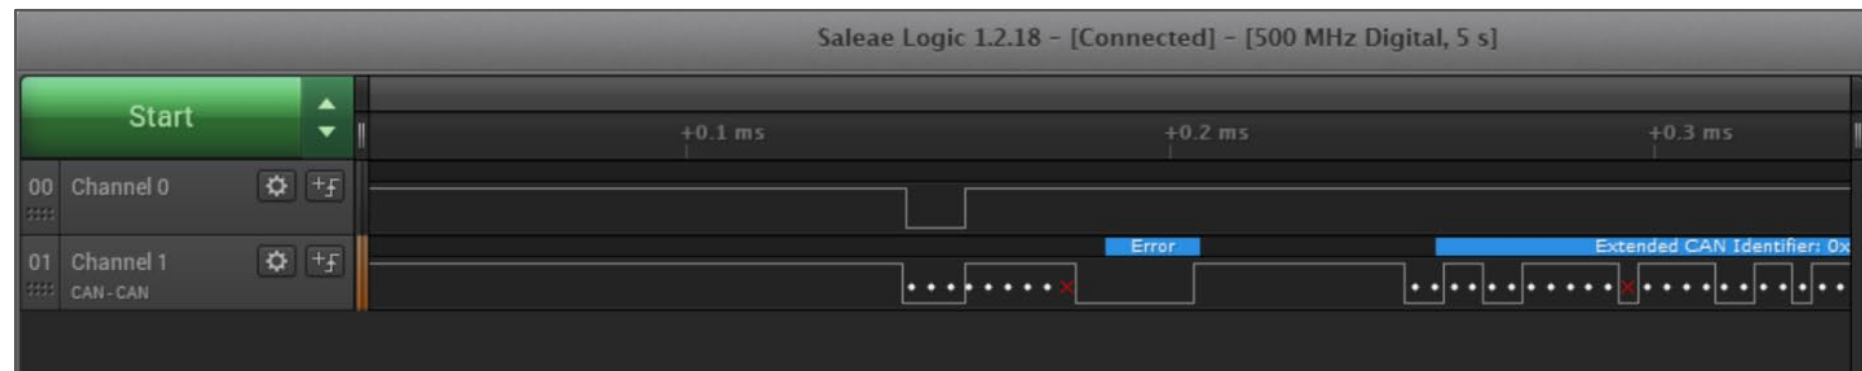 Saleae Logic 1.2.18 - [Connected] - [500 MHz Digital, 5 s]
Start
+0.1 ms +0.2 ms +0.3 ms
00 Channel 0
Error Extended CAN Identifier: 0x
01 Channel 1
CAN-CAN